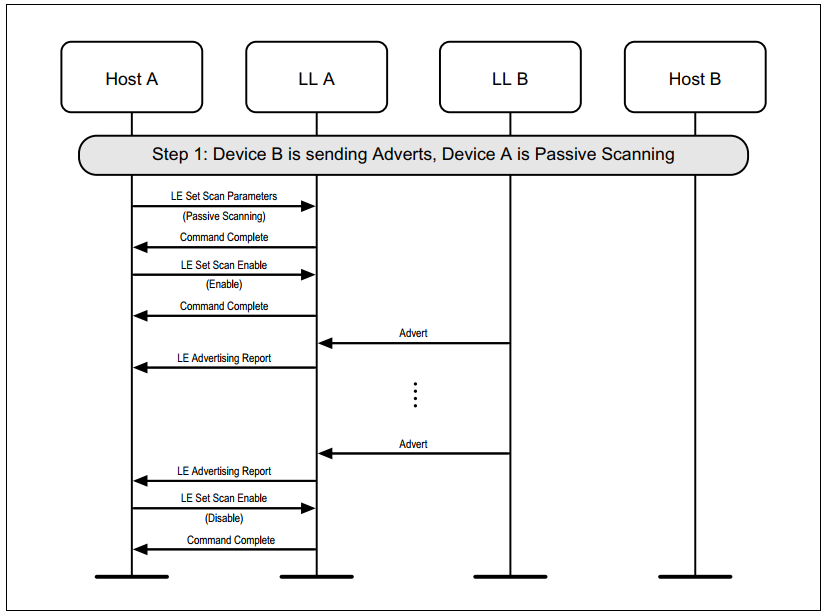 Host A
LL A
LL B
Host B
Step 1: Device B is sending Adverts, Device A is Passive Scanning
LE Set Scan Parameters
(Passive Scanning)
Command Complete
LE Set Scan Enable
(Enable)
Command Complete
Advert
LE Advertising Report
Advert
LE Advertising Report
LE Set Scan Enable
(Disable)
Command Complete